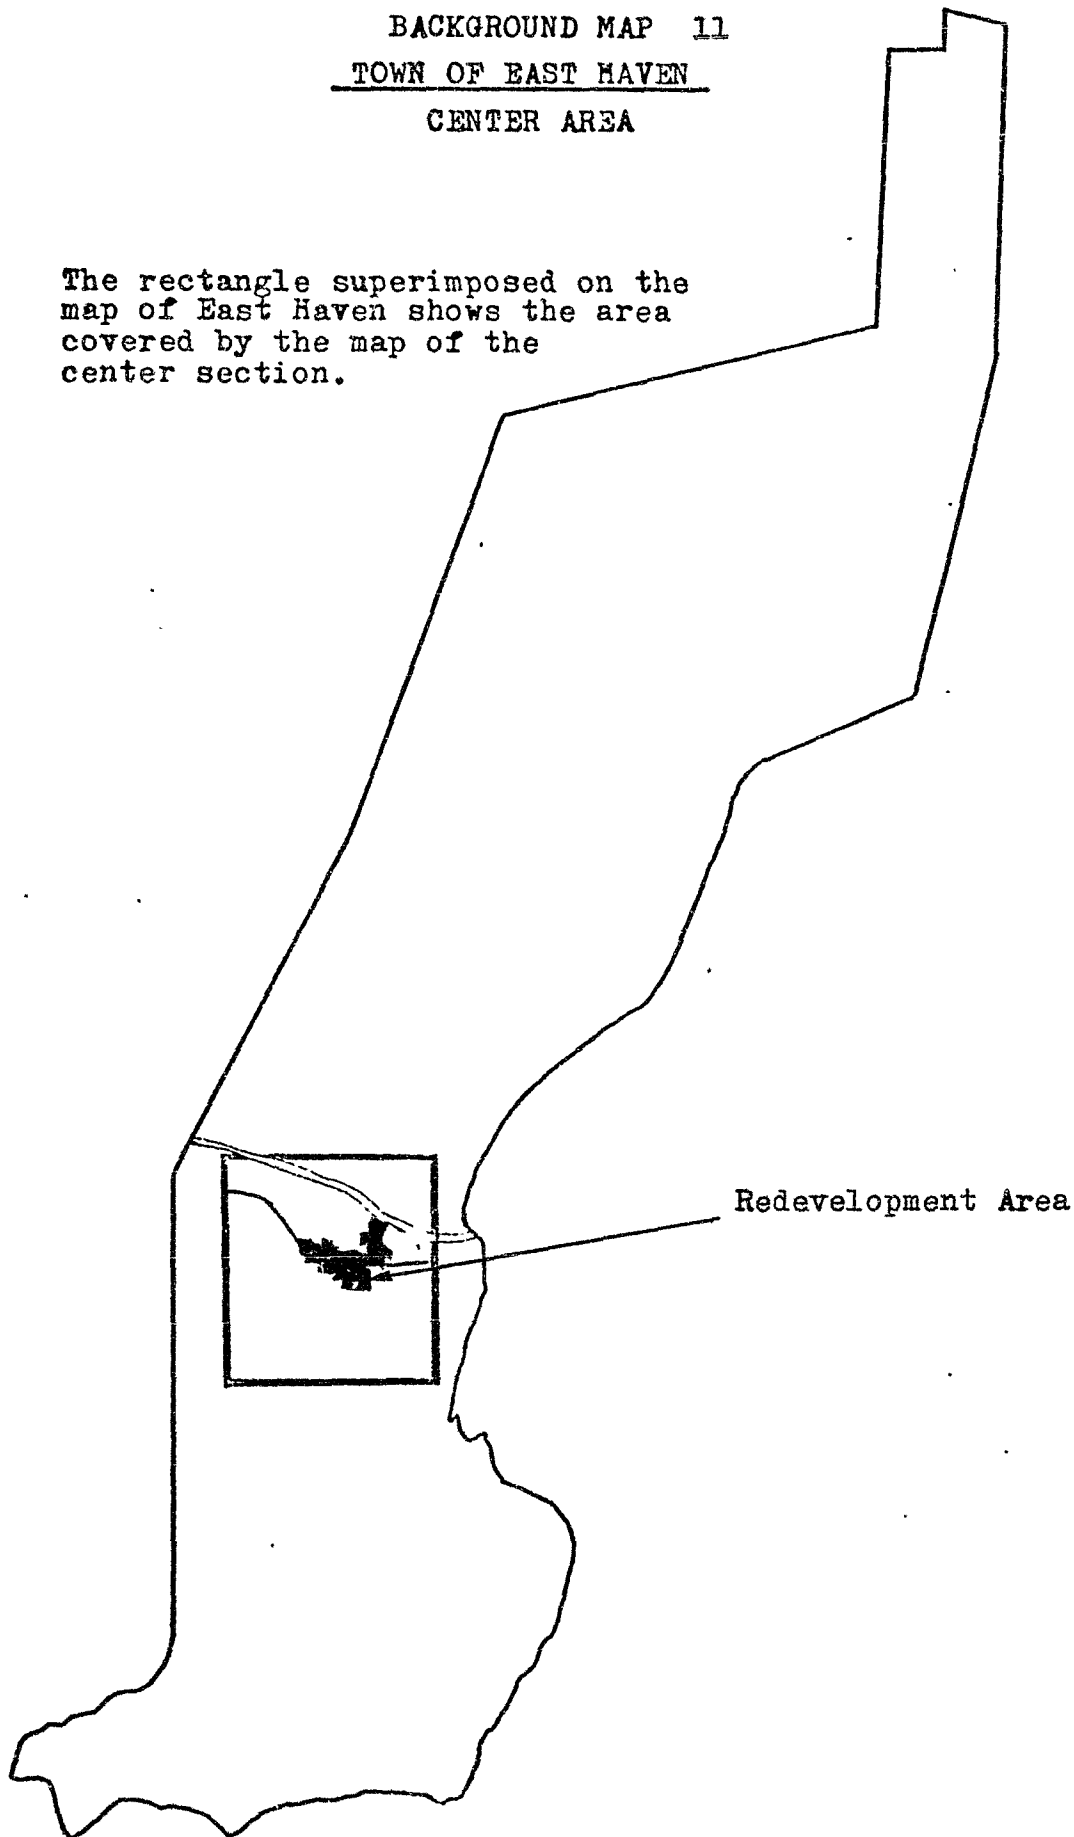 BACKGROUND MAP 11
TOWN OF EAST HAVEN
CENTER AREA
The rectangle superimposed on the
map of East Haven shows the area
covered by the map of the
center section.
Redevelopment Area